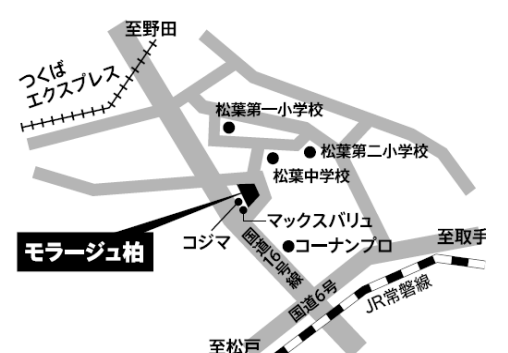 至野田
つくば
エクスプレス
松葉第一小学校
松葉第二小学校
松葉中学校
マックスバリュ
コジマ
モラージュ柏
コーナンプロ
国道16号線
至取手
国道6号
JR常磐線
至松戸